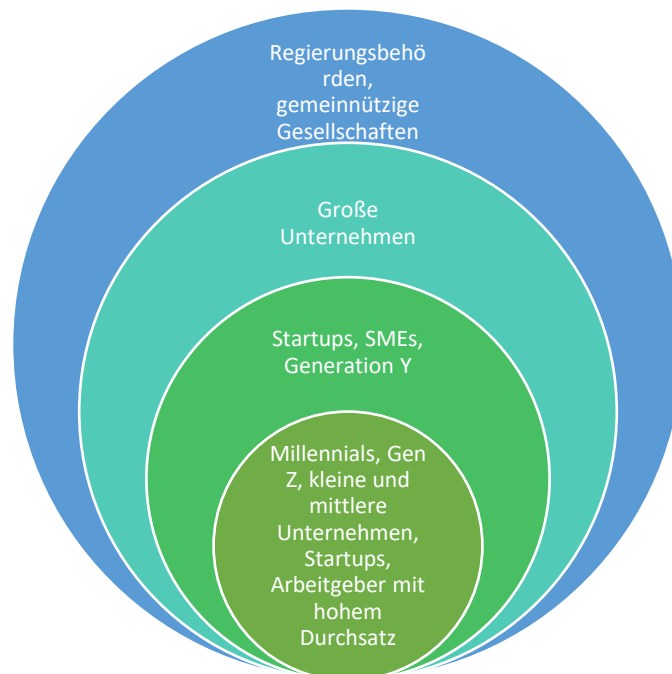 Regierungsbehö
rden,
gemeinnützige
Gesellschaften
Große
Unternehmen
Startups, SMEs,
Generation Y
Millennials, Gen
Z, kleine und
mittlere
Unternehmen,
Startups,
Arbeitgeber mit
hohem
Durchsatz